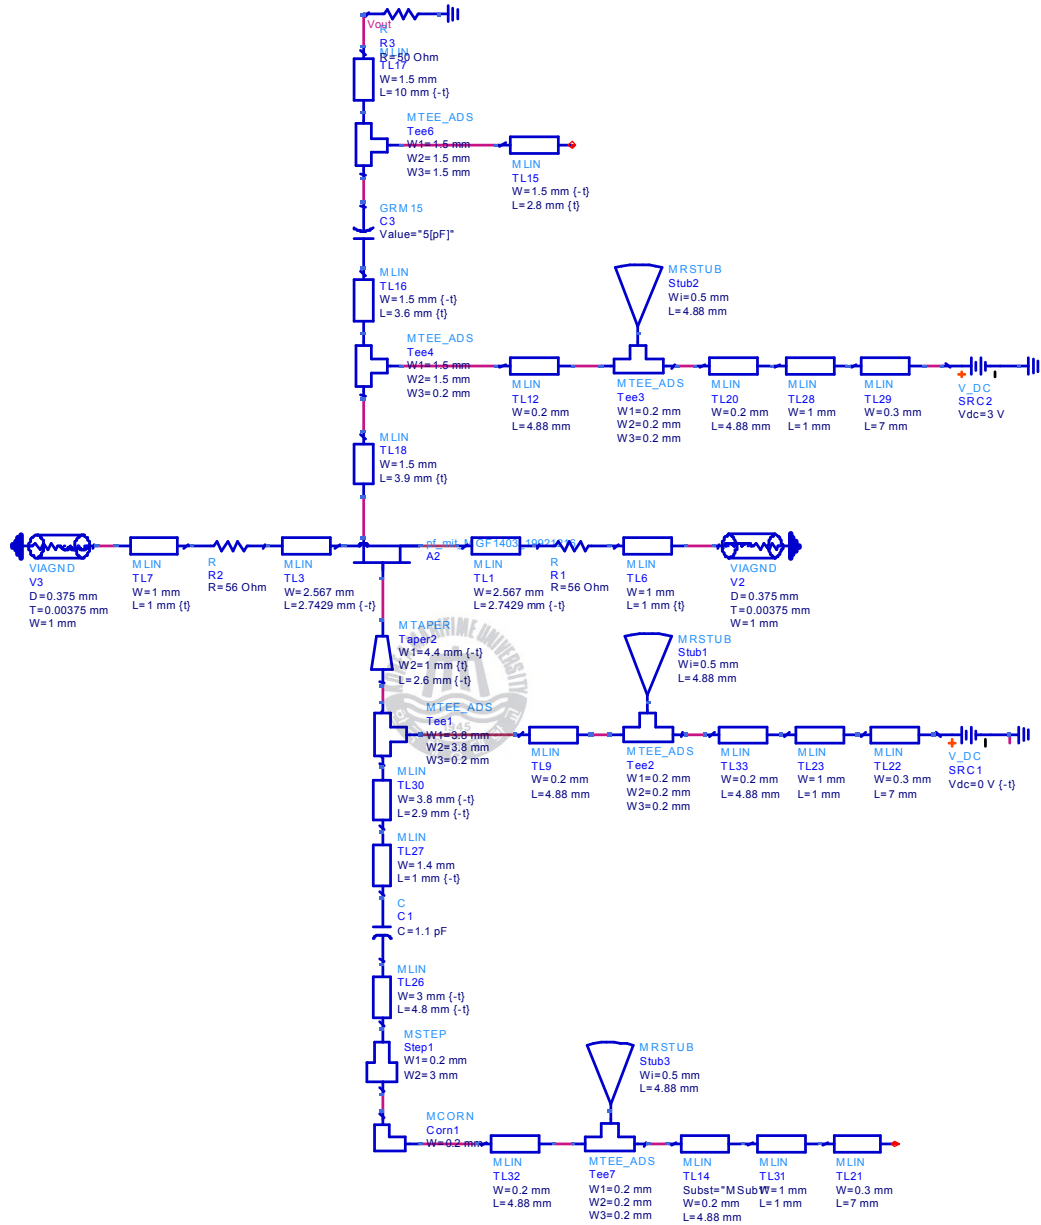 Vout
R
R3
R=50 Ohm
MLIN
TL17
W=1.5 mm
L=10 mm {-t}
MTEE_ADS
Tee6
W1=1.5 mm
W2=1.5 mm
W3=1.5 mm
MLIN
TL15
W=1.5 mm {-t}
L=2.8 mm {t}
GRM15
C3
Value="5[pF]"
MLIN
TL16
W=1.5 mm {-t}
L=3.6 mm {t}
MRSTUB
Stub2
Wi=0.5 mm
L=4.88 mm
MTEE_ADS
Tee4
W1=1.5 mm
W2=1.5 mm
W3=0.2 mm
MLIN
TL12
W=0.2 mm
L=4.88 mm
MTEE_ADS
Tee3
W1=0.2 mm
W2=0.2 mm
W3=0.2 mm
MLIN
TL20
W=0.2 mm
L=4.88 mm
MLIN
TL28
W=1 mm
L=1 mm
MLIN
TL29
W=0.3 mm
L=7 mm
V_DC
SRC2
Vdc=3 V
MLIN
TL18
W=1.5 mm
L=3.9 mm {t}
VIAGND
V3
D=0.375 mm
T=0.00375 mm
W=1 mm
MLIN
TL7
W=1 mm
L=1 mm {t}
R
R2
R=56 Ohm
MLIN
TL3
W=2.567 mm
L=2.7429 mm {-t}
A2
MLIN
TL1
W=2.567 mm
L=2.7429 mm {-t}
R
R1
R=56 Ohm
MLIN
TL6
W=1 mm
L=1 mm {t}
VIAGND
V2
D=0.375 mm
T=0.00375 mm
W=1 mm
MTAPER
Taper2
W1=4.4 mm {-t}
W2=1 mm {t}
L=2.6 mm {-t}
MRSTUB
Stub1
Wi=0.5 mm
L=4.88 mm
MTEE_ADS
Tee1
W1=3.8 mm
W2=3.8 mm
W3=0.2 mm
MLIN
TL9
W=0.2 mm
L=4.88 mm
MTEE_ADS
Tee2
W1=0.2 mm
W2=0.2 mm
W3=0.2 mm
MLIN
TL33
W=0.2 mm
L=4.88 mm
MLIN
TL23
W=1 mm
L=1 mm
MLIN
TL22
W=0.3 mm
L=7 mm
V_DC
SRC1
Vdc=0 V {-t}
MLIN
TL30
W=3.8 mm {-t}
L=2.9 mm {-t}
MLIN
TL27
W=1.4 mm
L=1 mm {-t}
C
C1
C=1.1 pF
MLIN
TL26
W=3 mm {-t}
L=4.8 mm {-t}
MSTEP
Step1
W1=0.2 mm
W2=3 mm
MRSTUB
Stub3
Wi=0.5 mm
L=4.88 mm
MCORN
Corn1
W=0.2 mm
MLIN
TL32
W=0.2 mm
L=4.88 mm
MTEE_ADS
Tee7
W1=0.2 mm
W2=0.2 mm
W3=0.2 mm
MLIN
TL14
Subst="MSub1"
W=0.2 mm
L=4.88 mm
MLIN
TL31
W=1 mm
L=1 mm
MLIN
TL21
W=0.3 mm
L=7 mm